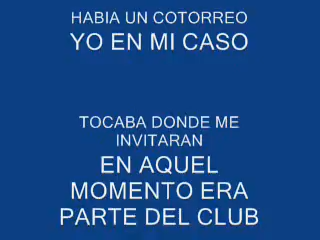 HABIA UN COTORREO
YO EN MI CASO
TOCABA DONDE ME
INVITARAN
EN AQUEL
MOMENTO ERA
PARTE DEL CLUB